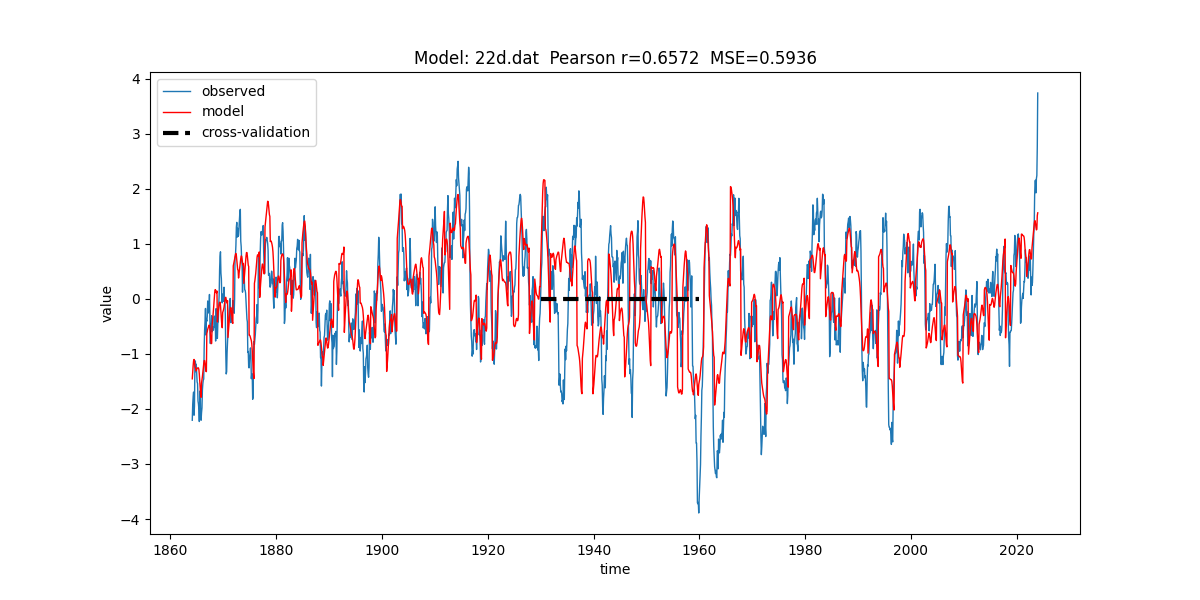 Model: 22d.dat  Pearson r=0.6572  MSE=0.5936
observed
model
cross-validation
value
4
3
2
1
0
−1
−2
−3
−4
1860 1880 1900 1920 1940 1960 1980 2000 2020
time